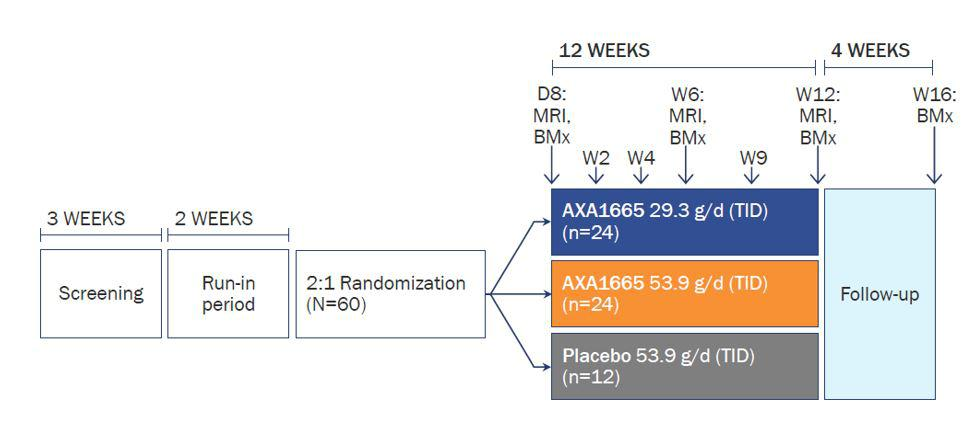 12 WEEKS
4 WEEKS
D8:
MRI,
BMx
W6:
MRI,
BMx
W12:
MRI,
BMx
W16:
BMx
W2
W4
W9
3 WEEKS
2 WEEKS
Screening
Run-in
period
2:1 Randomization
(N=60)
AXA1665 29.3 g/d (TID)
(n=24)
AXA1665 53.9 g/d (TID)
(n=24)
Placebo 53.9 g/d (TID)
(n=12)
Follow-up